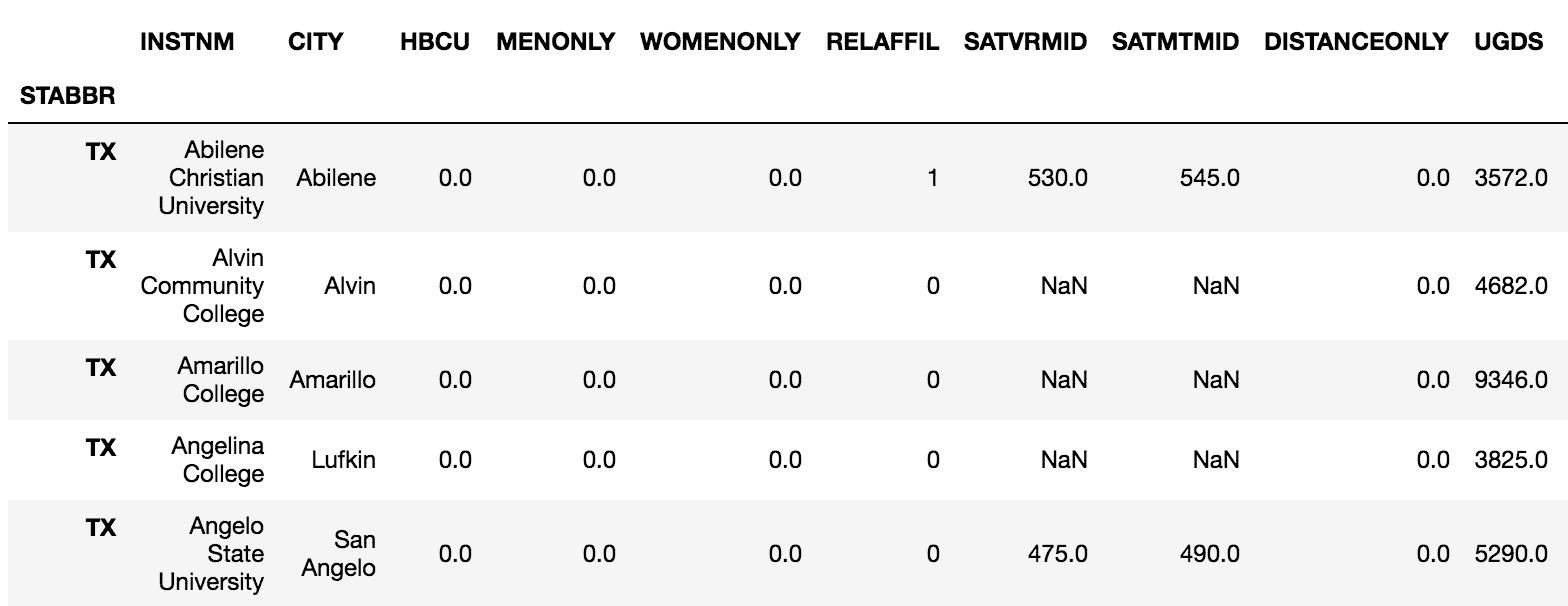 INSTNM CITY HBCU MENONLY WOMENONLY RELAFFIL SATVRMID SATMTMID DISTANCEONLY UGDS
STABBR
TX Abilene Christian University Abilene 0.0 0.0 0.0 1 530.0 545.0 0.0 3572.0
TX Alvin Community College Alvin 0.0 0.0 0.0 0 NaN NaN 0.0 4682.0
TX Amarillo College Amarillo 0.0 0.0 0.0 0 NaN NaN 0.0 9346.0
TX Angelina College Lufkin 0.0 0.0 0.0 0 NaN NaN 0.0 3825.0
TX Angelo State University San Angelo 0.0 0.0 0.0 0 475.0 490.0 0.0 5290.0